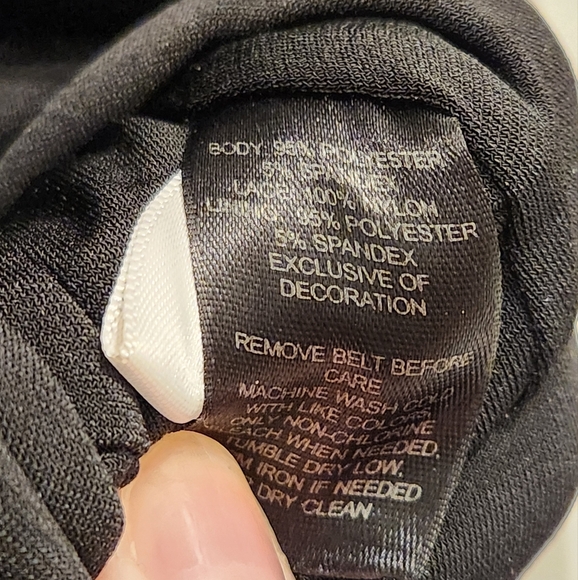 BODY: 95% POLYESTER
5% SPANDEX
LACE: 100% NYLON
LINING: 95% POLYESTER
5% SPANDEX
EXCLUSIVE OF
DECORATION
REMOVE BELT BEFORE
CARE
MACHINE WASH COLD
WITH LIKE COLORS
ONLY NON-CHLORINE
BLEACH WHEN NEEDED,
TUMBLE DRY LOW,
IRON IF NEEDED
DRY CLEAN